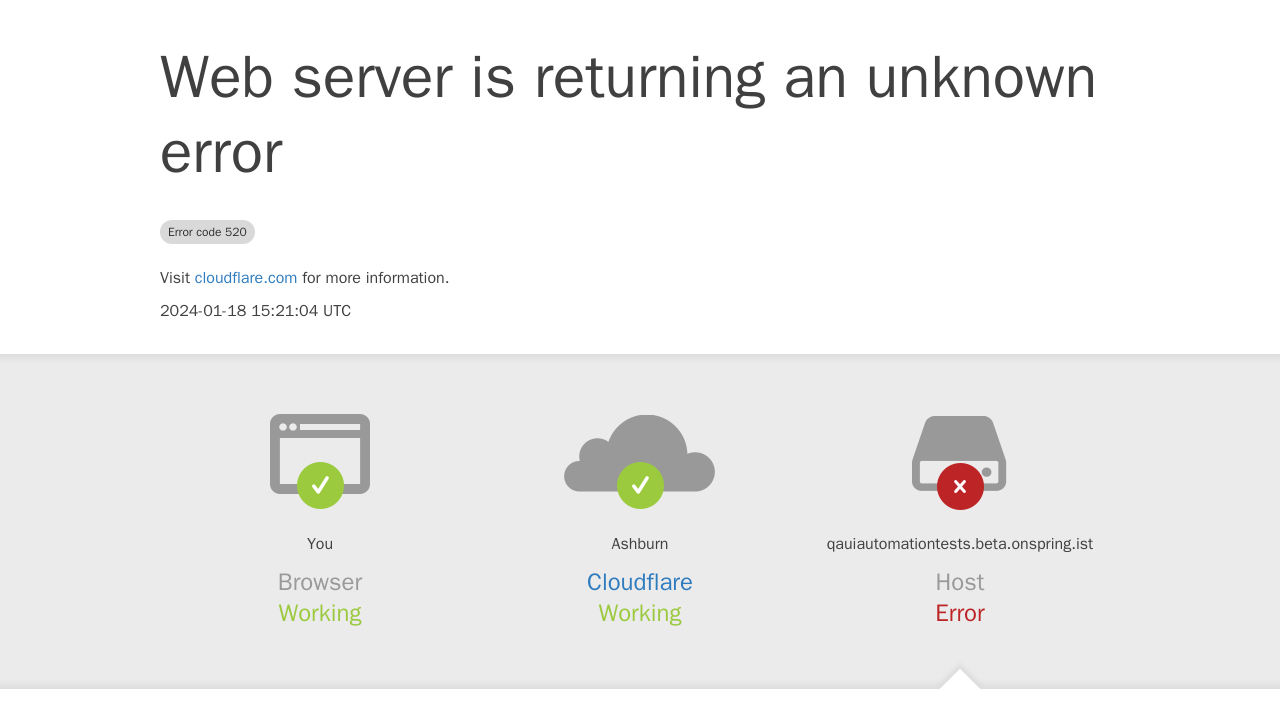 Web server is returning an unknown
error
Error code 520
Visit cloudflare.com for more information.
2024-01-18 15:21:04 UTC
You
Browser
Working
Ashburn
Cloudflare
Working
qauiautomationtests.beta.onspring.ist
Host
Error